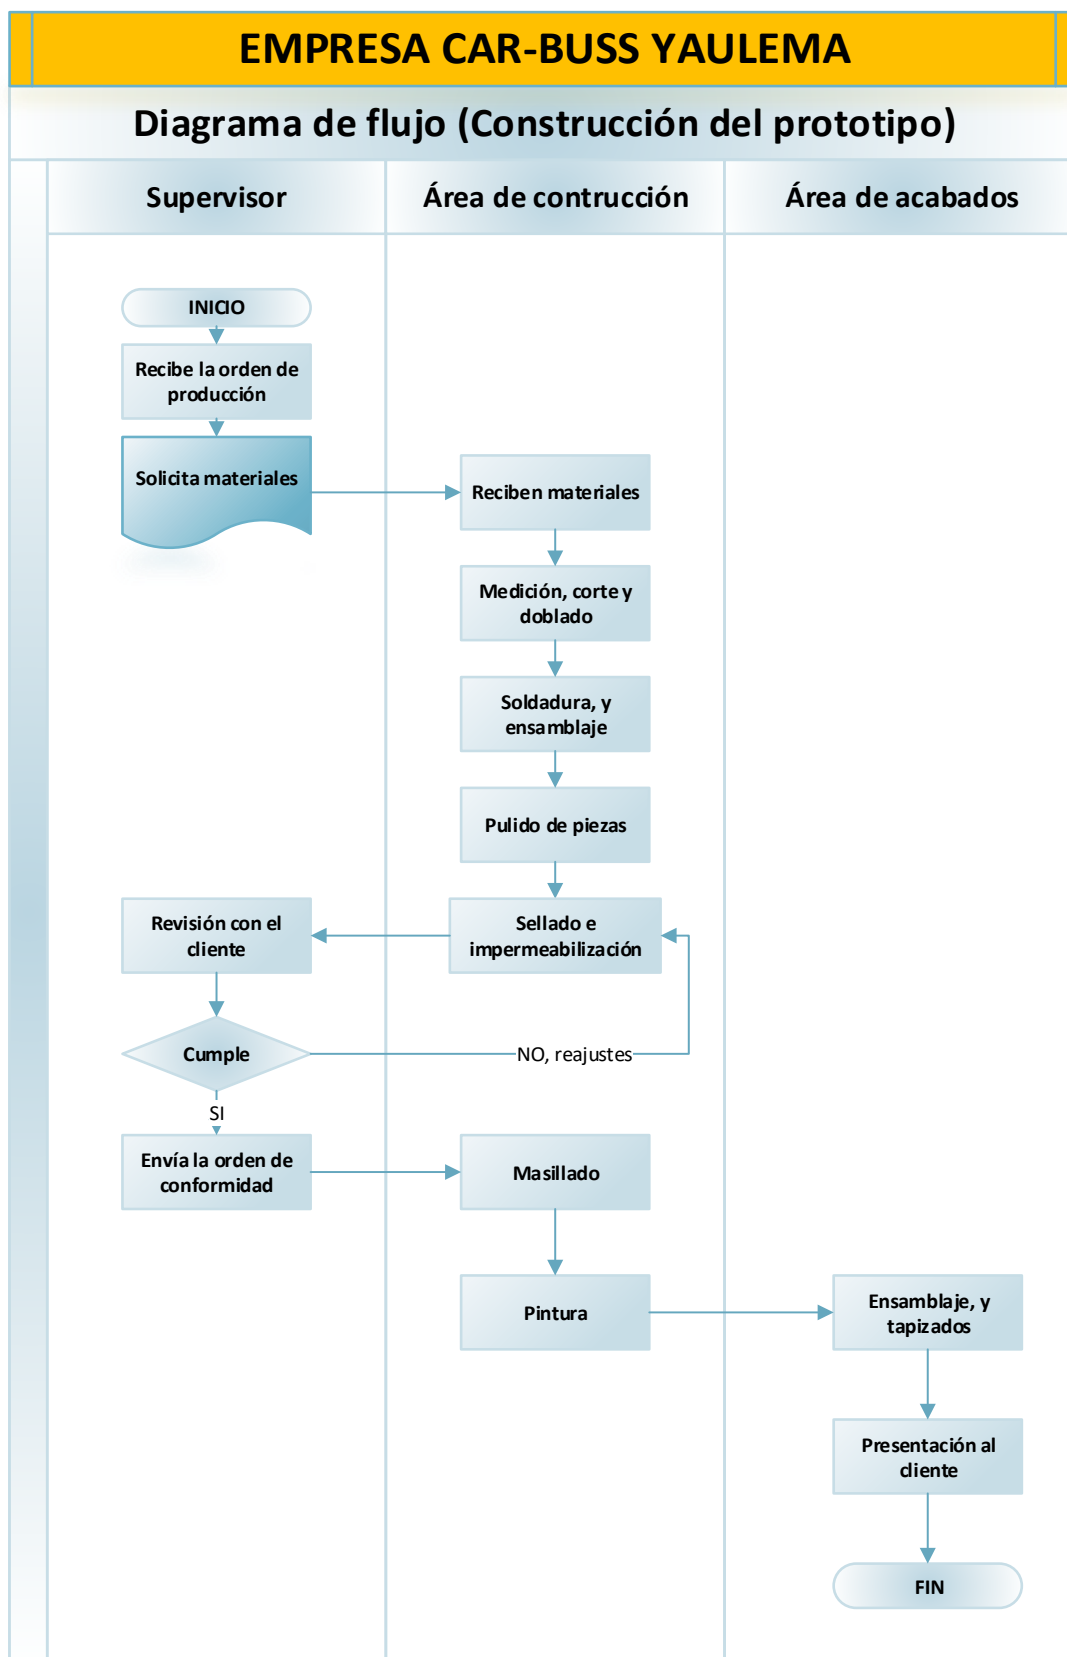 EMPRESA CAR-BUSS YAULEMA
Diagrama de flujo (Construcción del prototipo)
Supervisor
Área de contrucción
Área de acabados
INICIO
Recibe la orden de
producción
Solicita materiales
Reciben materiales
Medición, corte y
doblado
Soldadura, y
ensamblaje
Pulido de piezas
Sellado e
impermeabilización
Revisión con el
cliente
Cumple
NO, reajustes
SI
Envía la orden de
conformidad
Masillado
Pintura
Ensamblaje, y
tapizados
Presentación al
cliente
FIN